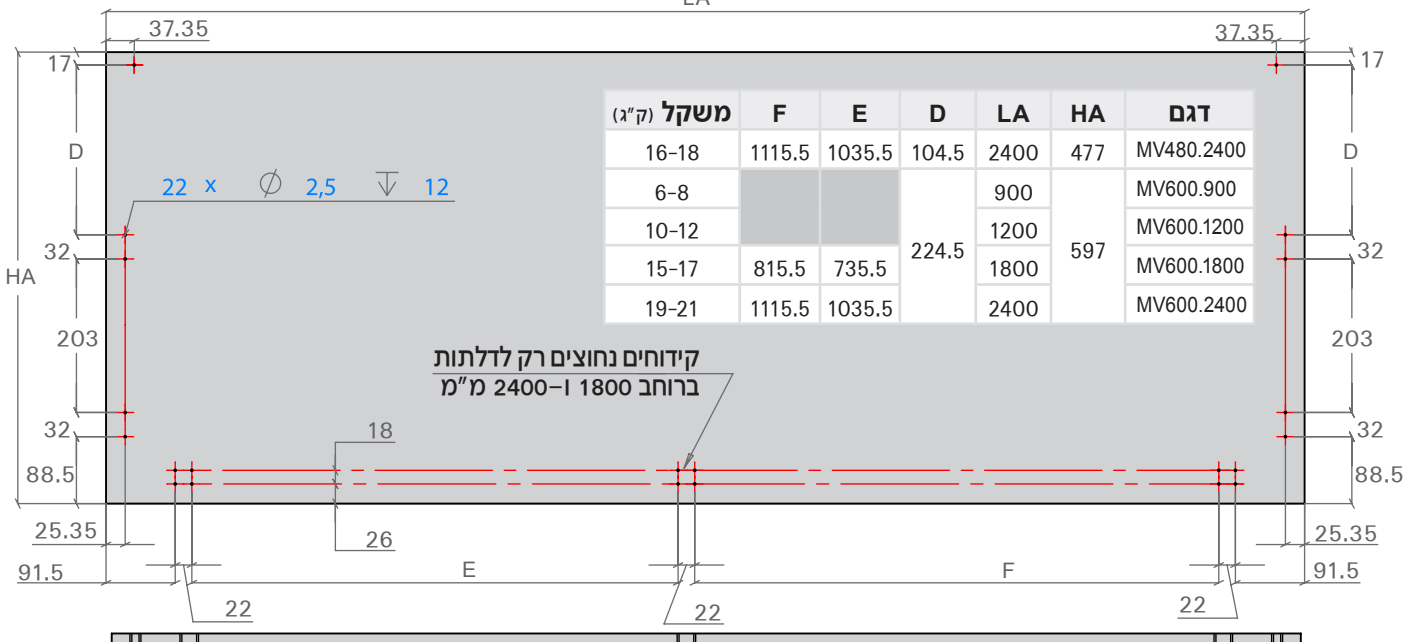 LA
37.35
37.35
17
17
משקל (ק"ג) F E D LA HA דגם
16-18 1115.5 1035.5 104.5 2400 477 MV480.2400
6-8 900 MV600.900
10-12 1200 MV600.1200
224.5 597
15-17 815.5 735.5 1800 MV600.1800
19-21 1115.5 1035.5 2400 MV600.2400
D
D
22 x ∅ 2,5 ↧ 12
32
32
HA
203
203
קידוחים נחוצים רק לדלתות
ברוחב 1800 ו-2400 מ"מ
32
32
18
88.5
88.5
26
25.35
25.35
91.5
E
F
91.5
22
22
22